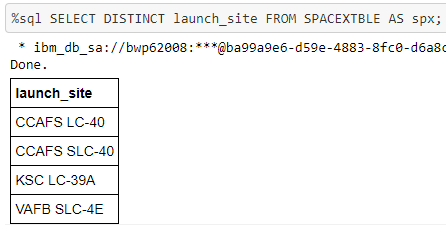 %sql SELECT DISTINCT launch_site FROM SPACEXTBLE AS spx;
* ibm_db_sa://bwp62008:***@ba99a9e6-d59e-4883-8fc0-d6a8c
Done.
launch_site
CCAFS LC-40
CCAFS SLC-40
KSC LC-39A
VAFB SLC-4E